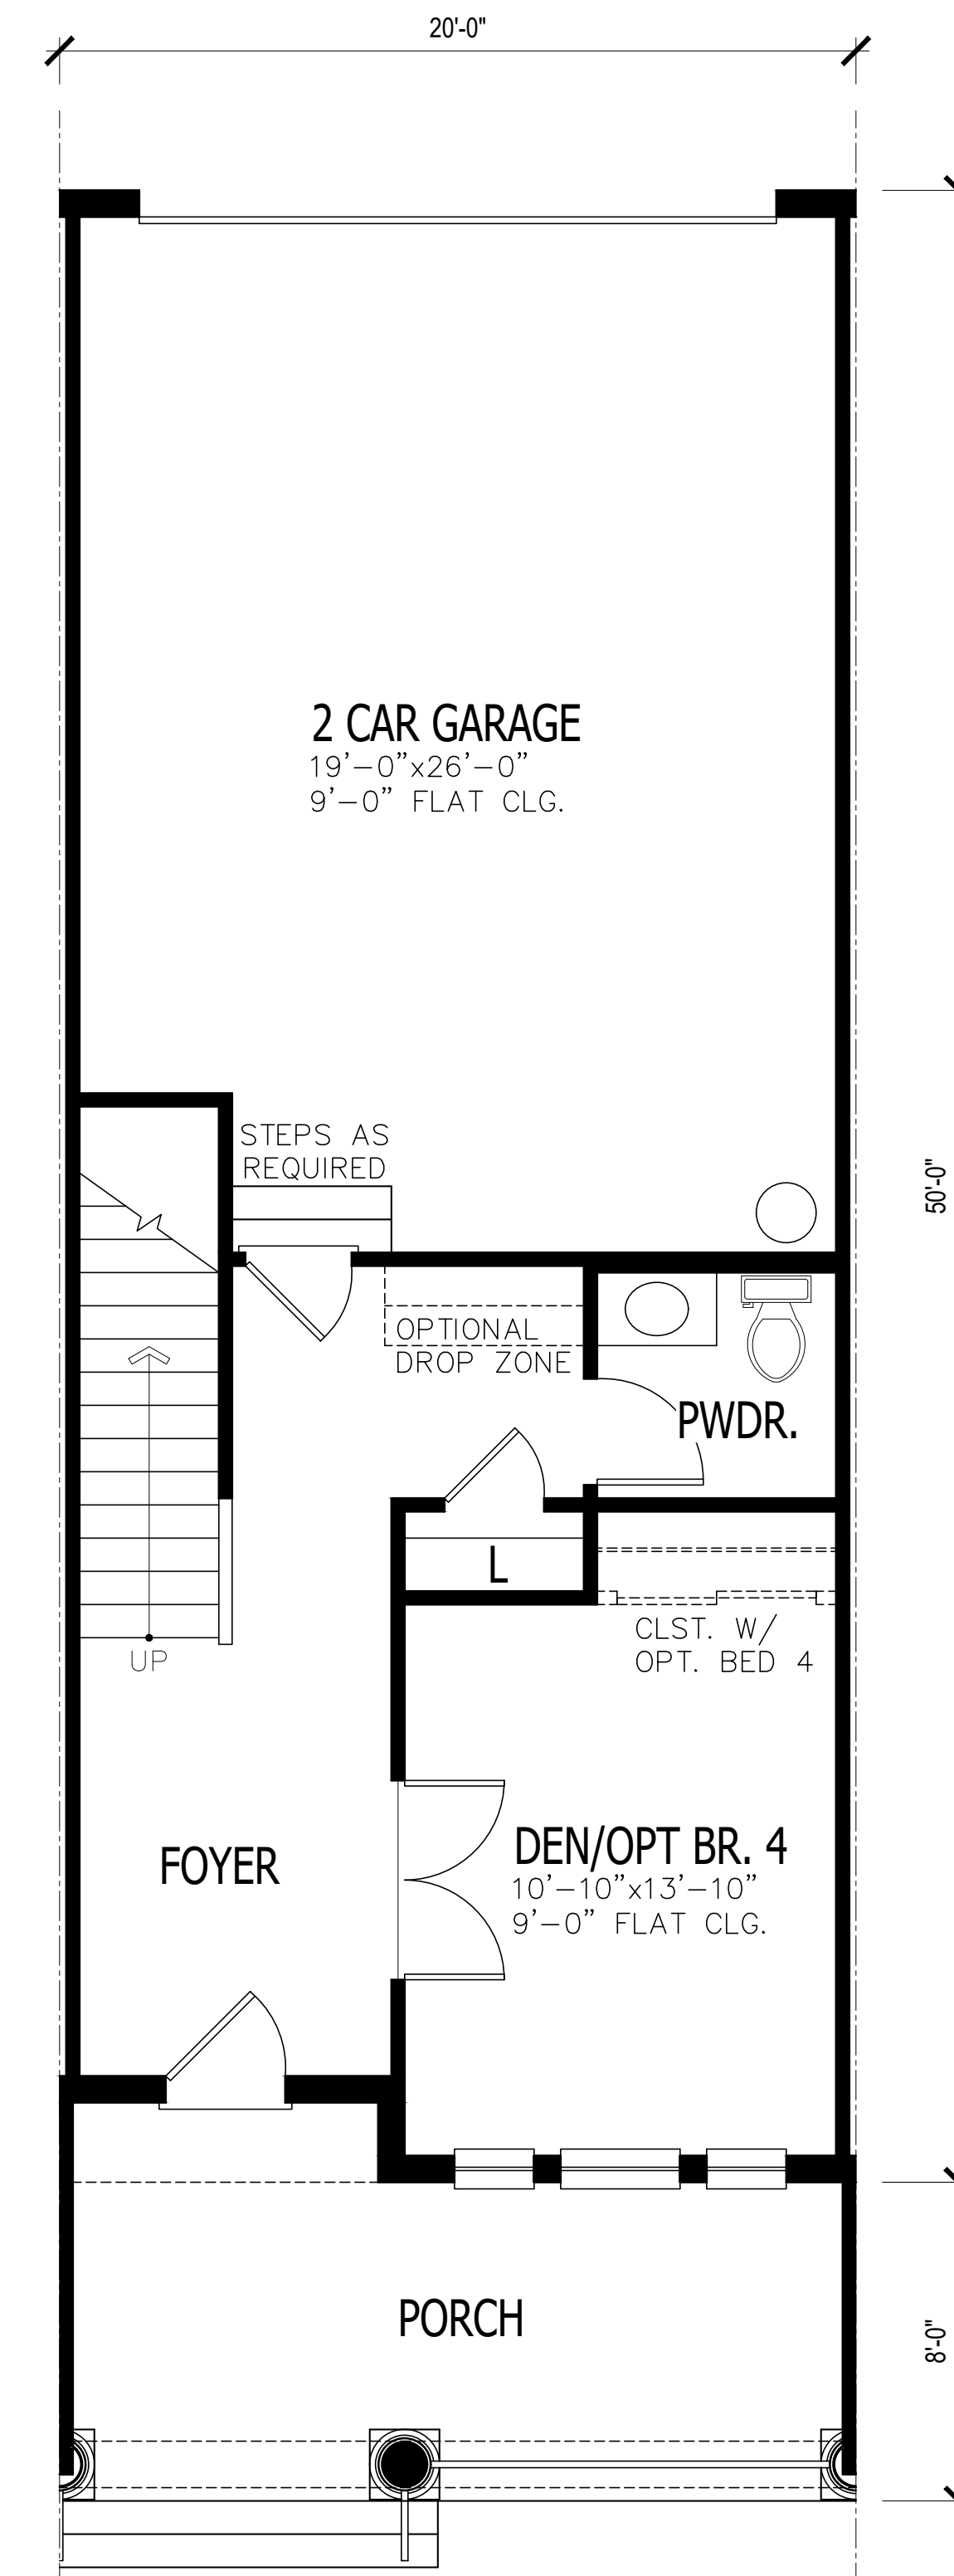 20'-0"
2 CAR GARAGE
19'-0"x26'-0"
9'-0" FLAT CLG.
STEPS AS
REQUIRED
50'-0"
OPTIONAL
DROP ZONE
PWDR.
L
CLST. W/
OPT. BED 4
UP
DEN/OPT BR. 4
10'-10"x13'-10"
9'-0" FLAT CLG.
FOYER
PORCH
8'-0"